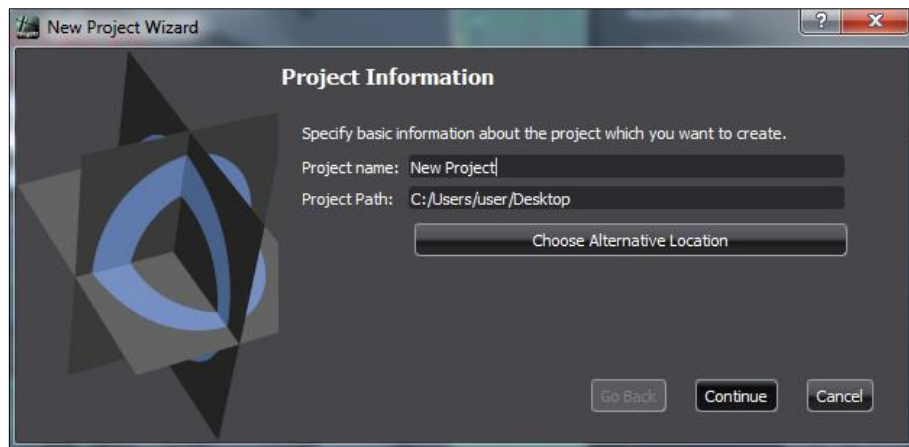 New Project Wizard
?
X
Project Information
Specify basic information about the project which you want to create.
Project name: New Project
Project Path: C:/Users/user/Desktop
Choose Alternative Location
Go Back Continue Cancel